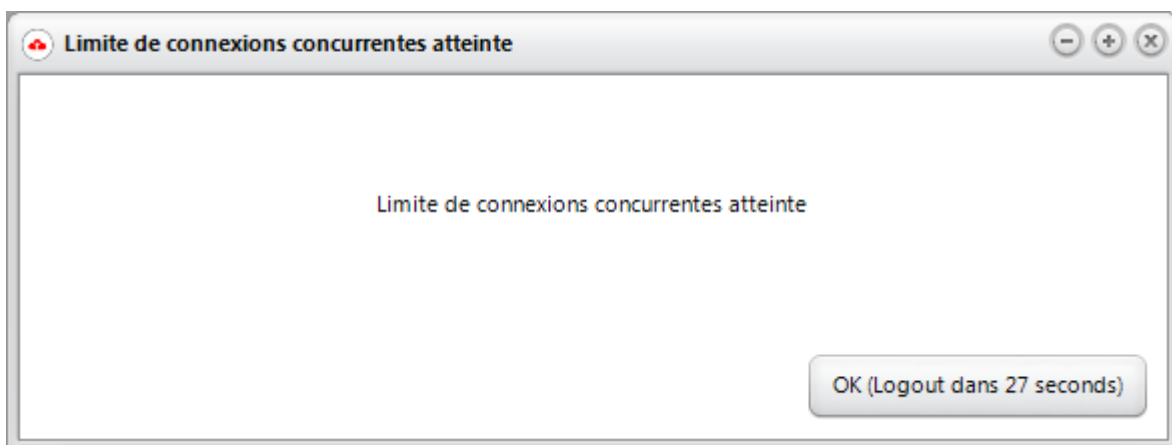 Limite de connexions concurrentes atteinte
Limite de connexions concurrentes atteinte
OK (Logout dans 27 seconds)